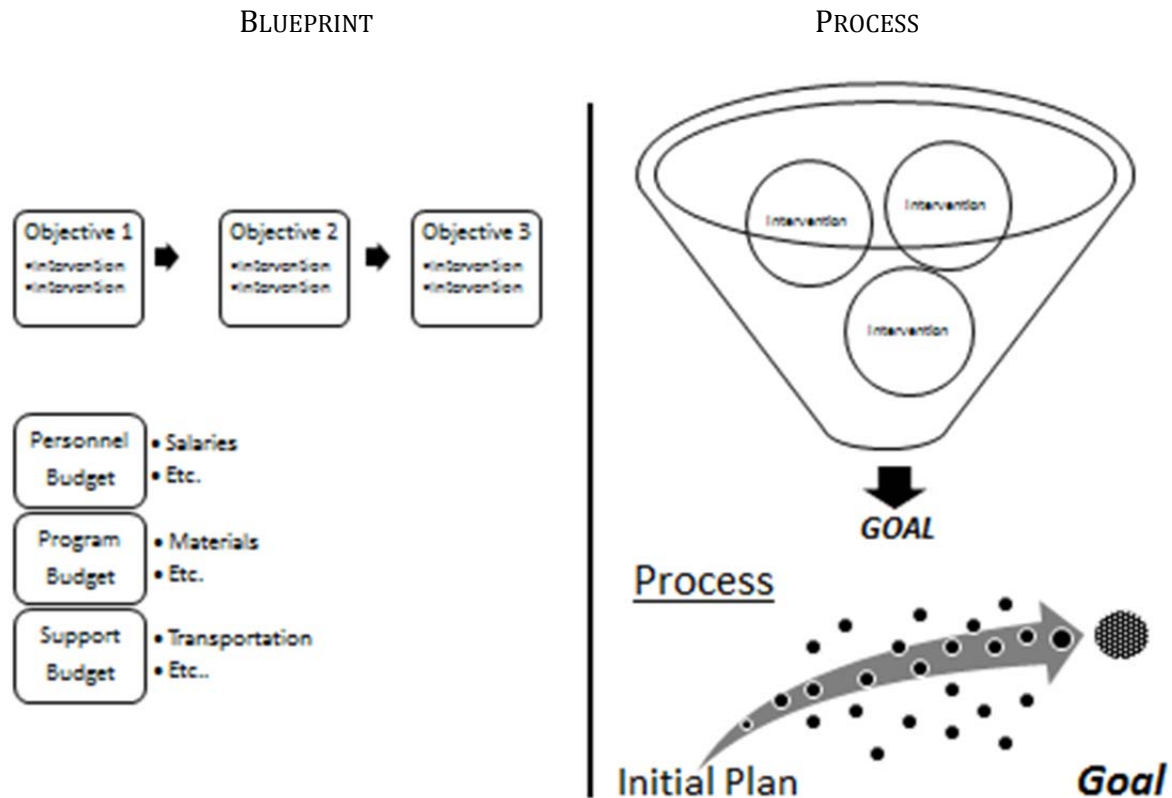 BLUEPRINT
Objective 1
•Intervention
•Intervention
Objective 2
•Intervention
•Intervention
Objective 3
•Intervention
•Intervention
Personnel
Budget
• Salaries
• Etc.
Program
Budget
• Materials
• Etc.
Support
Budget
• Transportation
• Etc..
PROCESS
Intervention
Intervention
Intervention
GOAL
Process
Initial Plan
Goal